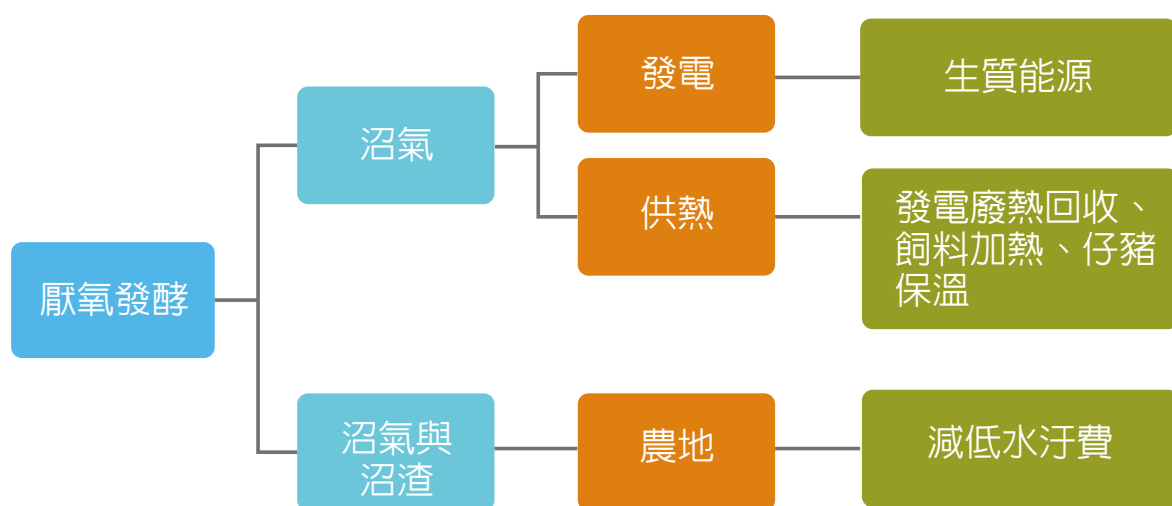 厭氧發酵
沼氣
發電
生質能源
供熱
發電廢熱回收、
飼料加熱、仔豬
保溫
沼氣與
沼渣
農地
減低水汙費